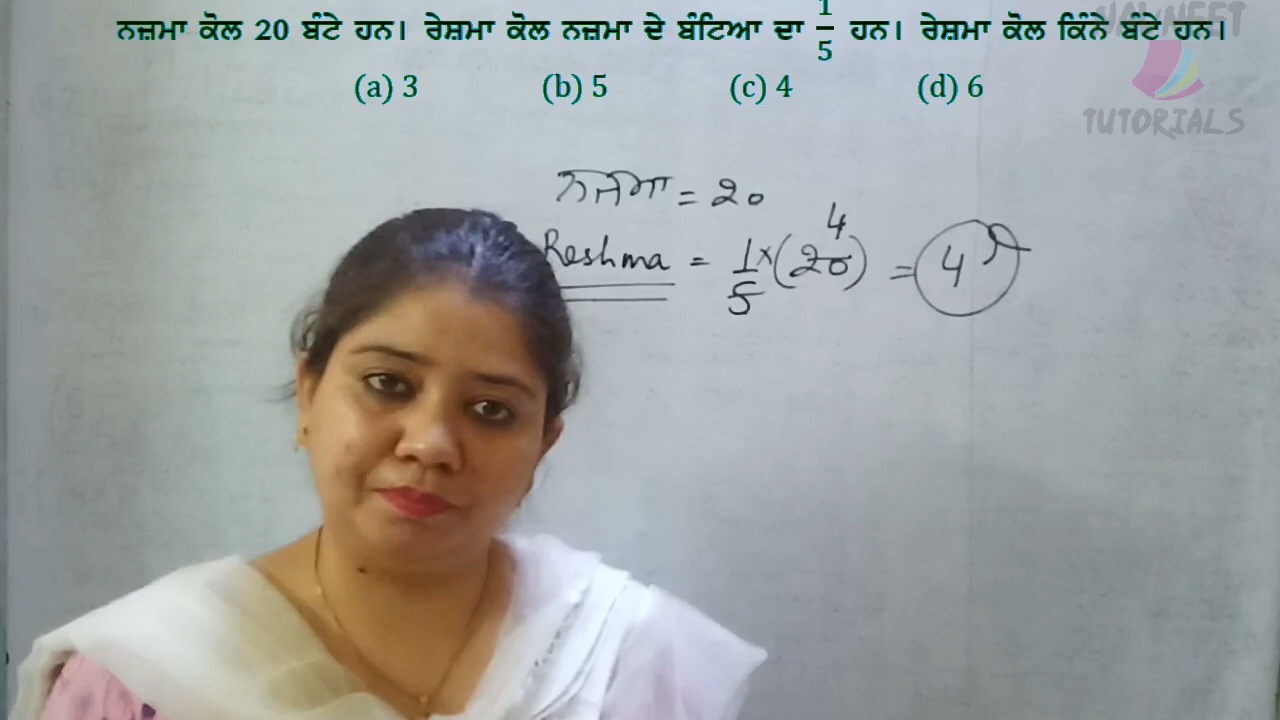 ਨਜ਼ਮਾ ਕੋਲ 20 ਬੰਟੇ ਹਨ। ਰੇਸ਼ਮਾ ਕੋਲ ਨਜ਼ਮਾ ਦੇ ਬੰਟਿਆ ਦਾ 1/5 ਹਨ। ਰੇਸ਼ਮਾ ਕੋਲ ਕਿੰਨੇ ਬੰਟੇ ਹਨ।
(a) 3 (b) 5 (c) 4 (d) 6
NAVNEET
TUTORIALS
ਨਜਮਾ = 20
Reshma = 1/5 × (20) = 4
4